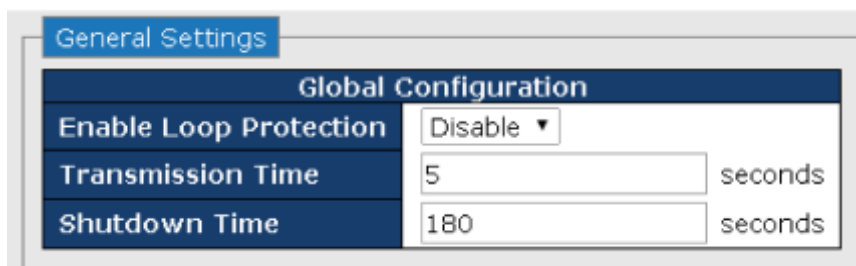 General Settings
Global Configuration
Enable Loop Protection Disable
Transmission Time 5 seconds
Shutdown Time 180 seconds